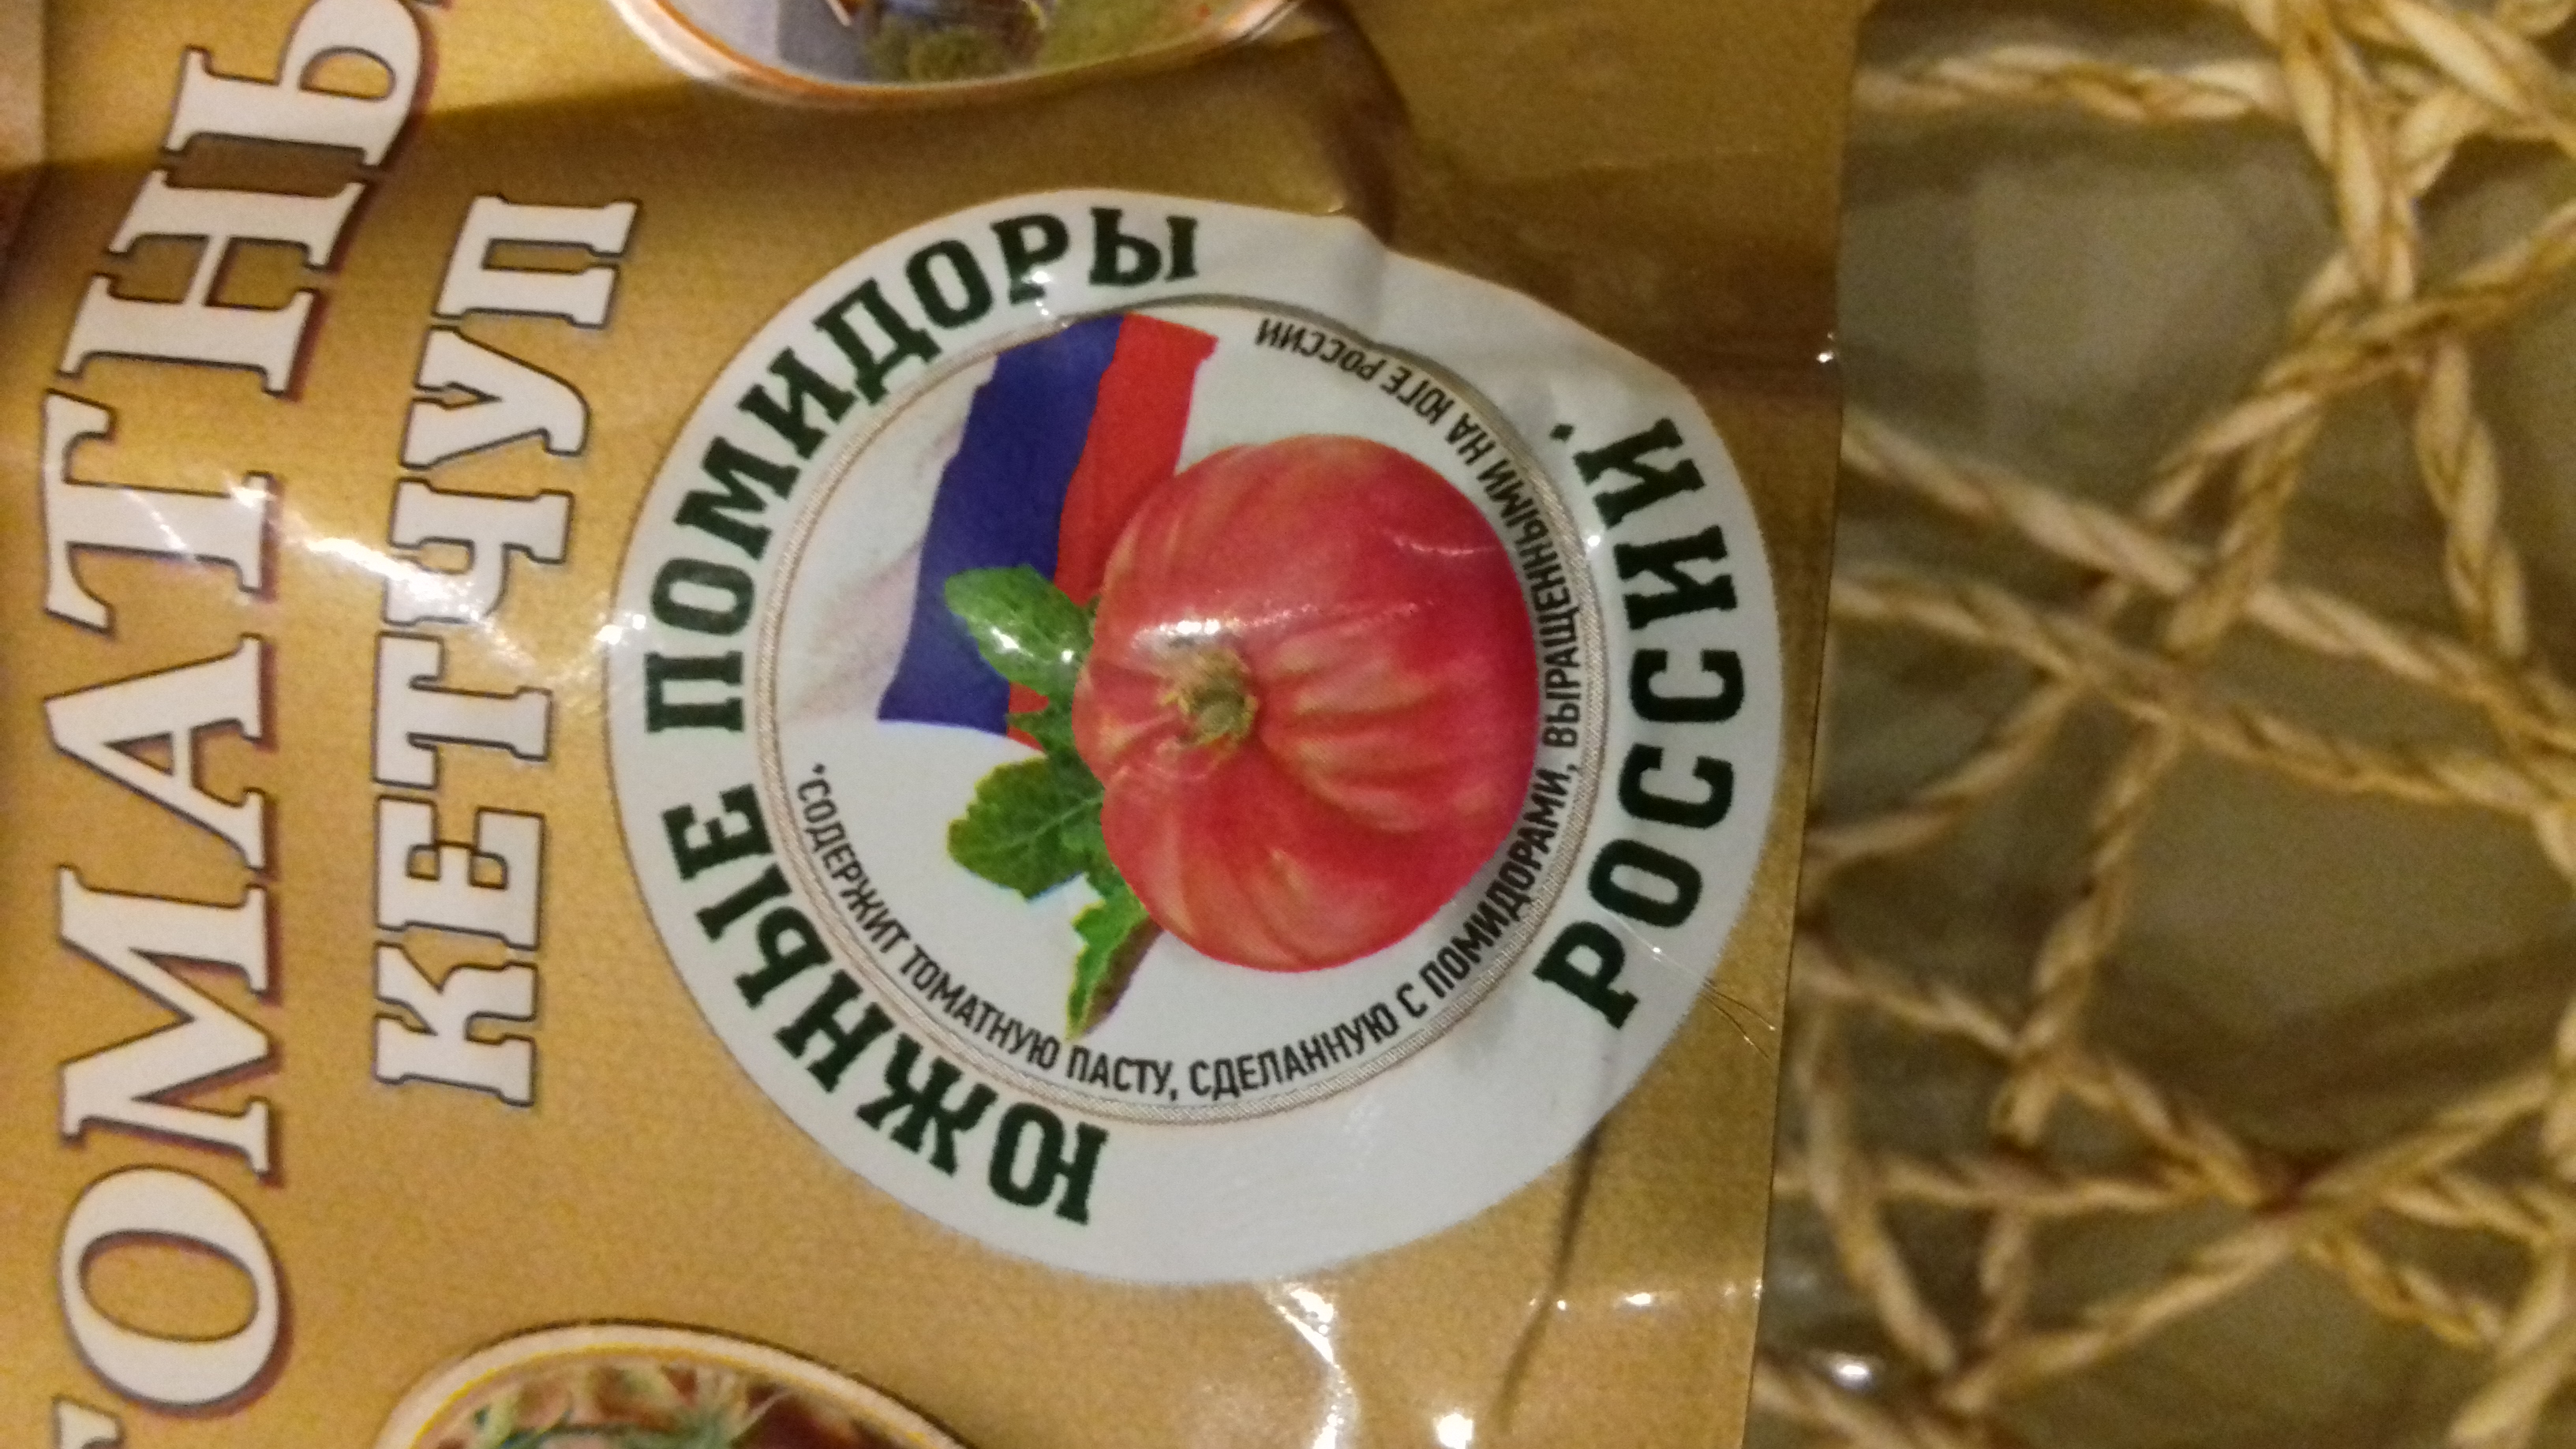 ТОМАТНЫ
КЕТЧУП
ЮЖНЫЕ ПОМИДОРЫ
РОССИИ*
*СОДЕРЖИТ ТОМАТНУЮ ПАСТУ, СДЕЛАННУЮ С ПОМИДОРАМИ, ВЫРАЩЕННЫМИ НА ЮГЕ РОССИИ